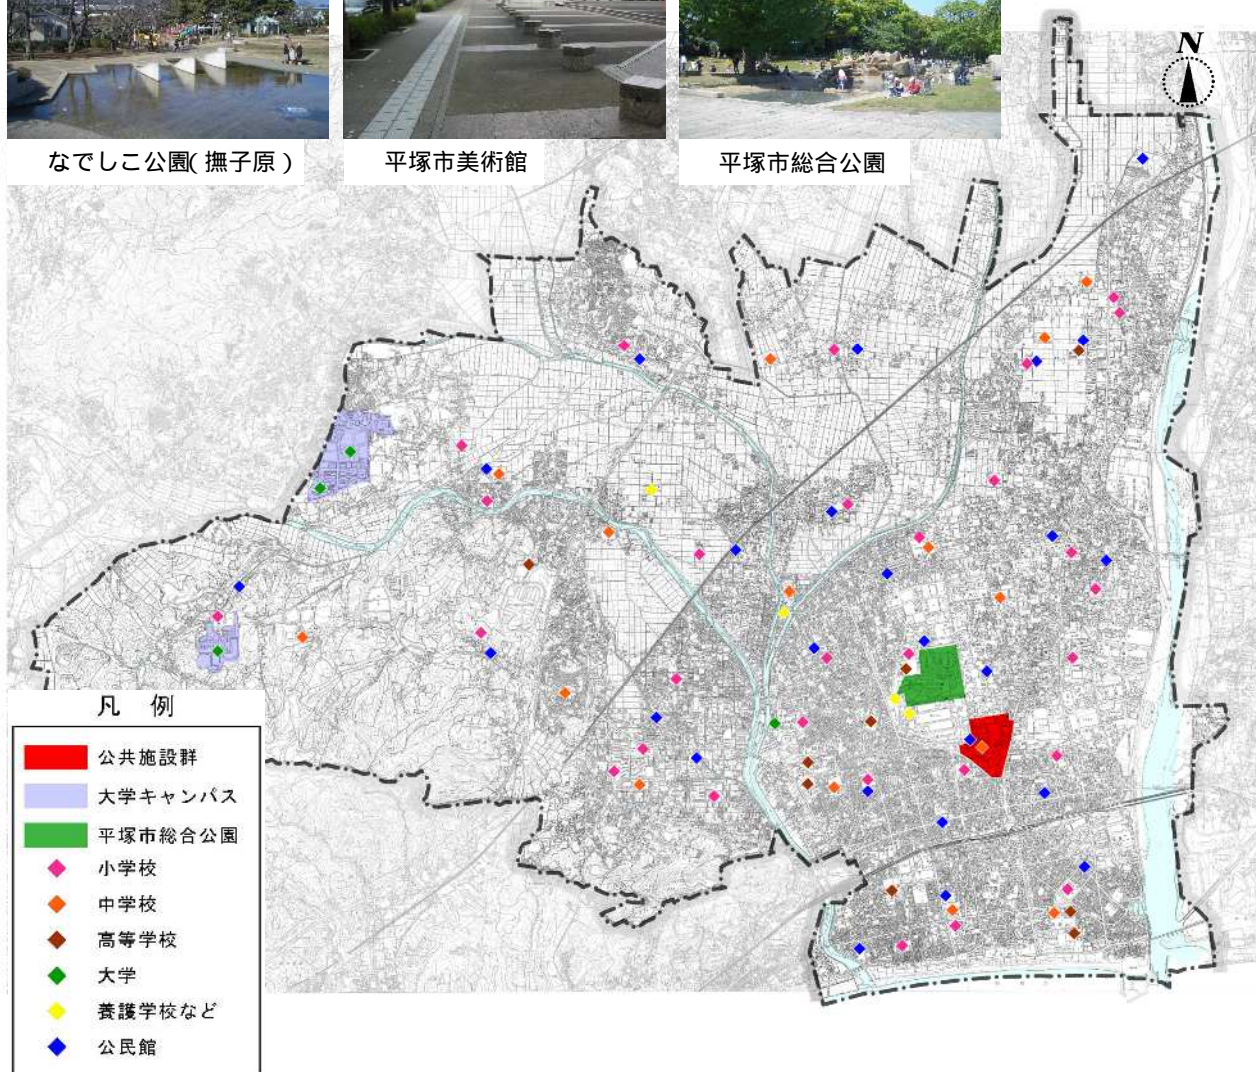 なでしこ公園(撫子原)
平塚市美術館
平塚市総合公園
N
凡 例
公共施設群
大学キャンパス
平塚市総合公園
小学校
中学校
高等学校
大学
養護学校など
公民館